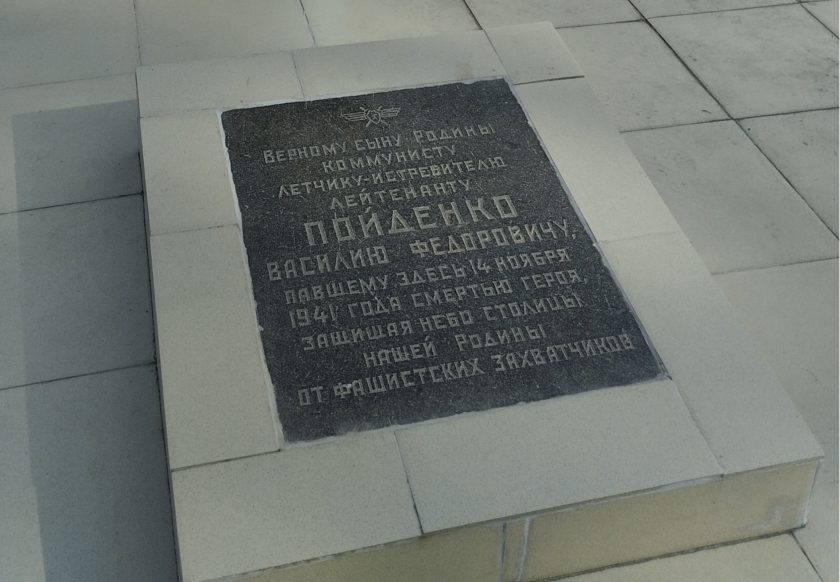 Верному сыну Родины
коммунисту
летчику-истребителю
лейтенанту
ПОЙДЕНКО
ВАСИЛИЮ ФЕДОРОВИЧУ,
павшему здесь 14 ноября
1941 года смертью героя,
защищая небо столицы
нашей Родины
от фашистских захватчиков